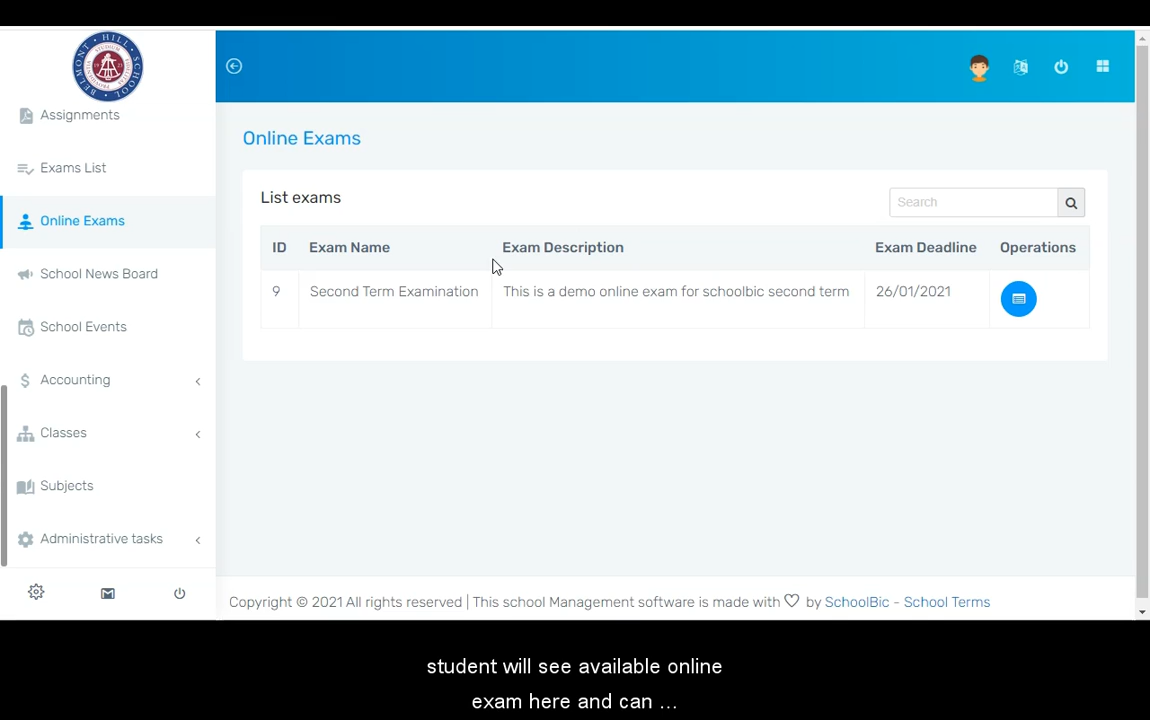 BELMONT · HILL · SCHOOL
Assignments
Exams List
Online Exams
School News Board
School Events
Accounting
Classes
Subjects
Administrative tasks
Online Exams
List exams
Search
ID Exam Name Exam Description Exam Deadline Operations
9 Second Term Examination This is a demo online exam for schoolbic second term 26/01/2021
Copyright © 2021 All rights reserved | This school Management software is made with by SchoolBic - School Terms
student will see available online
exam here and can ...